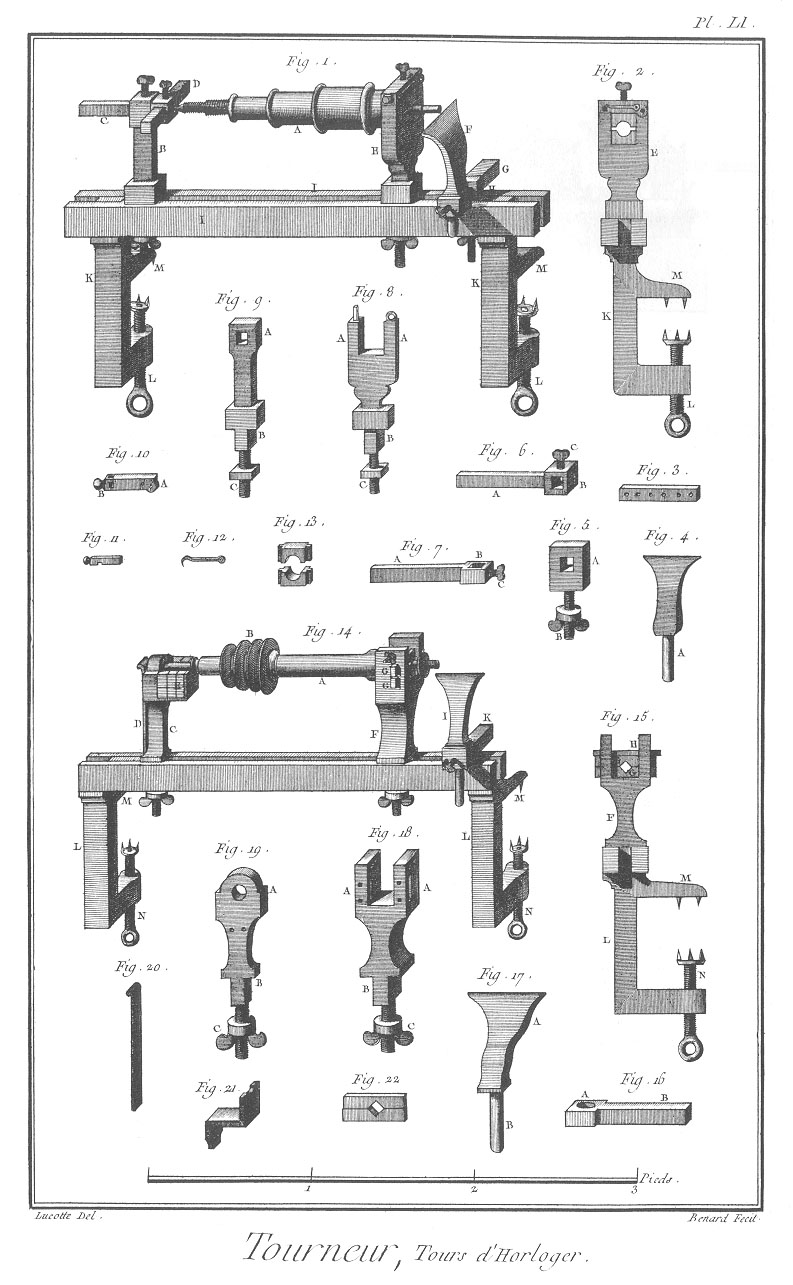 Pl. LI.
Fig. 1.
Fig. 2.
D
C
A
F
B
E
E
G
H
I
I
K
M
K
M
M
K
Fig. 9.
Fig. 8.
A
A
A
L
L
L
B
B
C
C
Fig. 10
B
A
Fig. 6.
C
A
B
Fig. 3.
Fig. 11.
Fig. 12.
Fig. 13.
Fig. 7.
A
B
C
Fig. 5.
A
B
Fig. 4.
A
B
Fig. 14.
A
E
G
G
D
C
F
I
K
Fig. 15.
H
G
F
M
M
M
L
L
L
Fig. 19.
Fig. 18.
A
A
A
N
N
N
B
B
C
C
Fig. 20.
Fig. 17.
A
B
Fig. 21.
Fig. 22
Fig. 16
A
B
1
2
3
Pieds.
Lucotte Del.
Benard Fecit.
Tourneur, Tours d'Horloger.